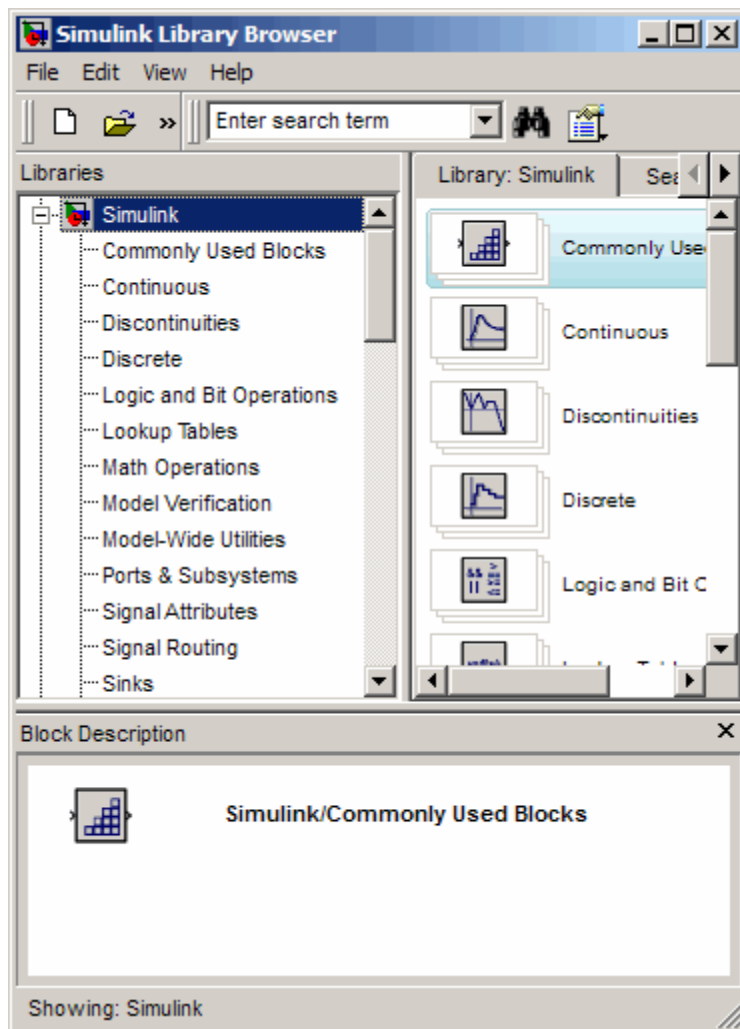 Simulink Library Browser
File Edit View Help
Enter search term
Libraries
Simulink
Commonly Used Blocks
Continuous
Discontinuities
Discrete
Logic and Bit Operations
Lookup Tables
Math Operations
Model Verification
Model-Wide Utilities
Ports & Subsystems
Signal Attributes
Signal Routing
Sinks
Library: Simulink
Commonly Use
Continuous
Discontinuities
Discrete
Logic and Bit
Block Description
Simulink/Commonly Used Blocks
Showing: Simulink